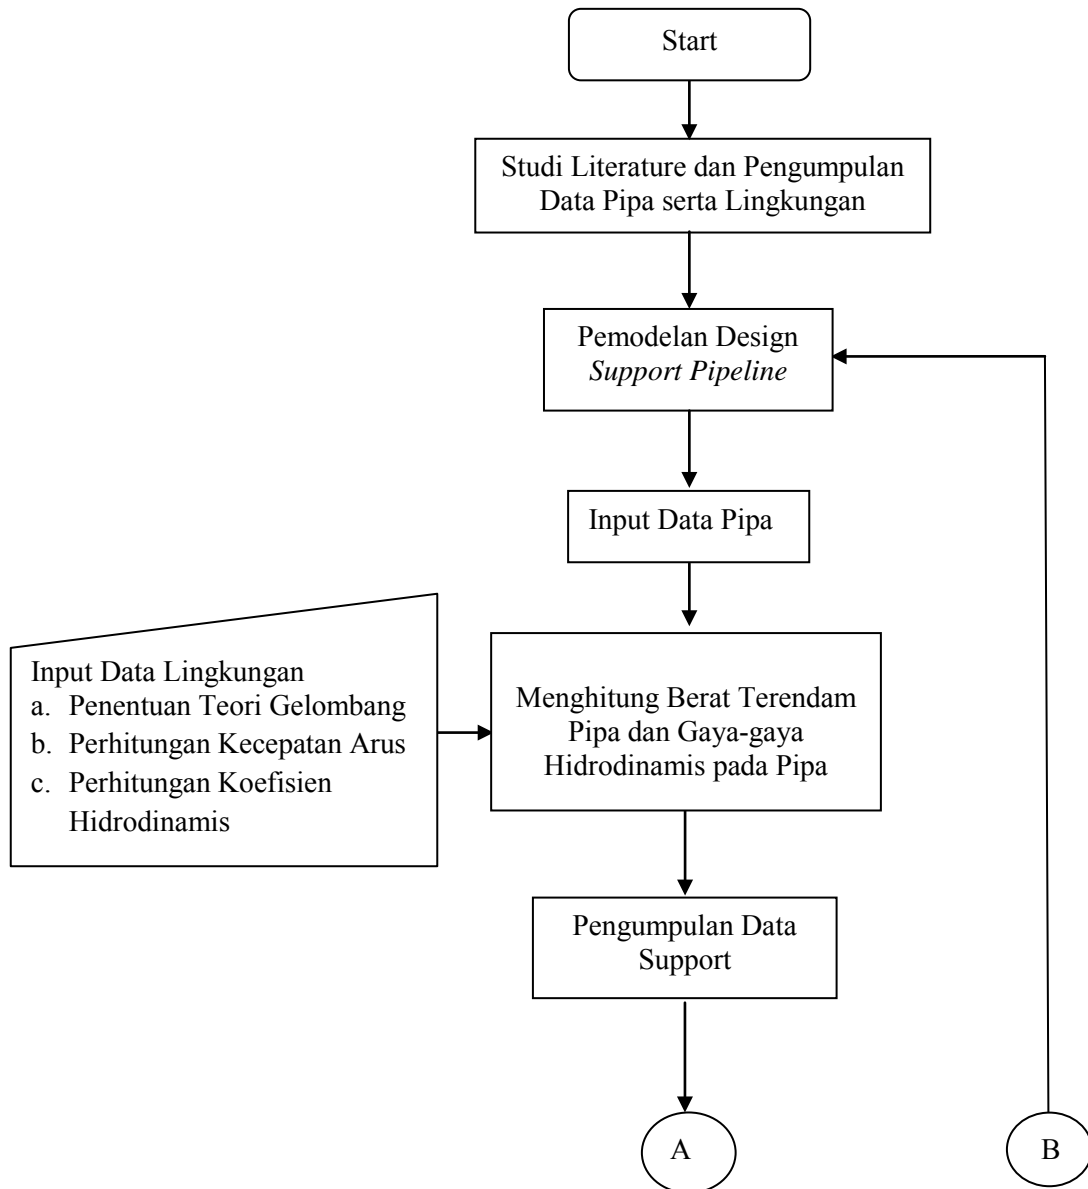 Start
Studi Literature dan Pengumpulan
Data Pipa serta Lingkungan
Pemodelan Design
Support Pipeline
Input Data Pipa
Input Data Lingkungan
a. Penentuan Teori Gelombang
b. Perhitungan Kecepatan Arus
c. Perhitungan Koefisien
Hidrodinamis
Menghitung Berat Terendam
Pipa dan Gaya-gaya
Hidrodinamis pada Pipa
Pengumpulan Data
Support
A
B